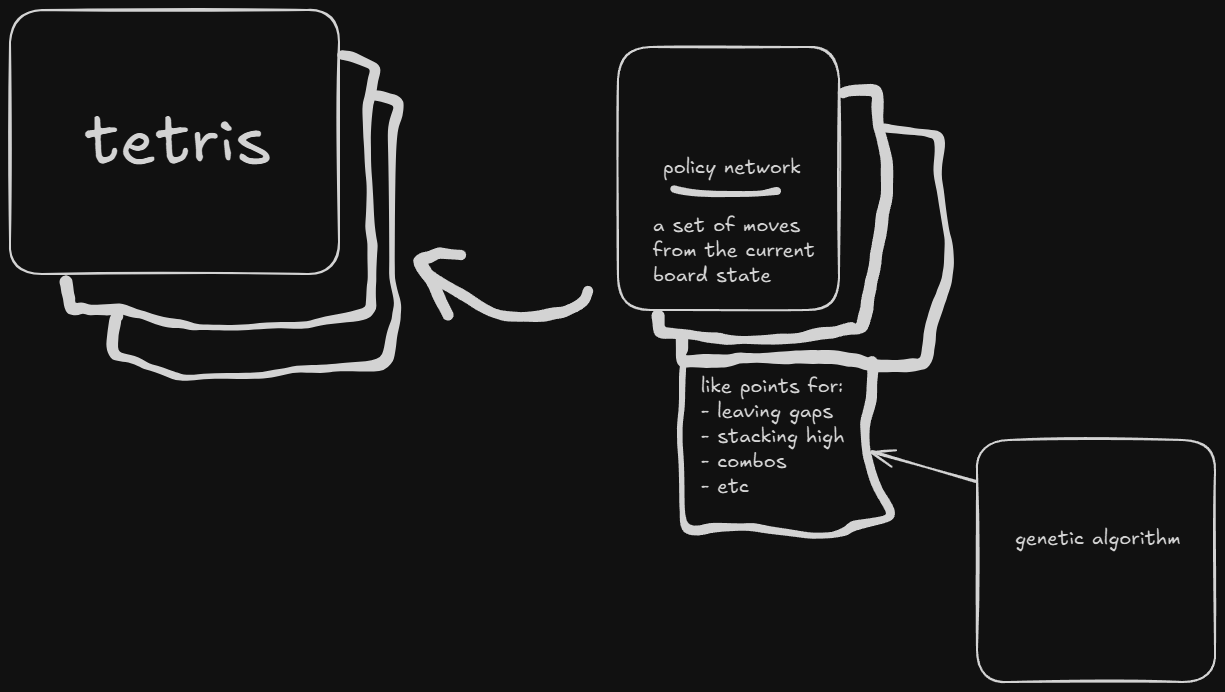 tetris
policy network
a set of moves
from the current
board state
like points for:
- leaving gaps
- stacking high
- combos
- etc
genetic algorithm